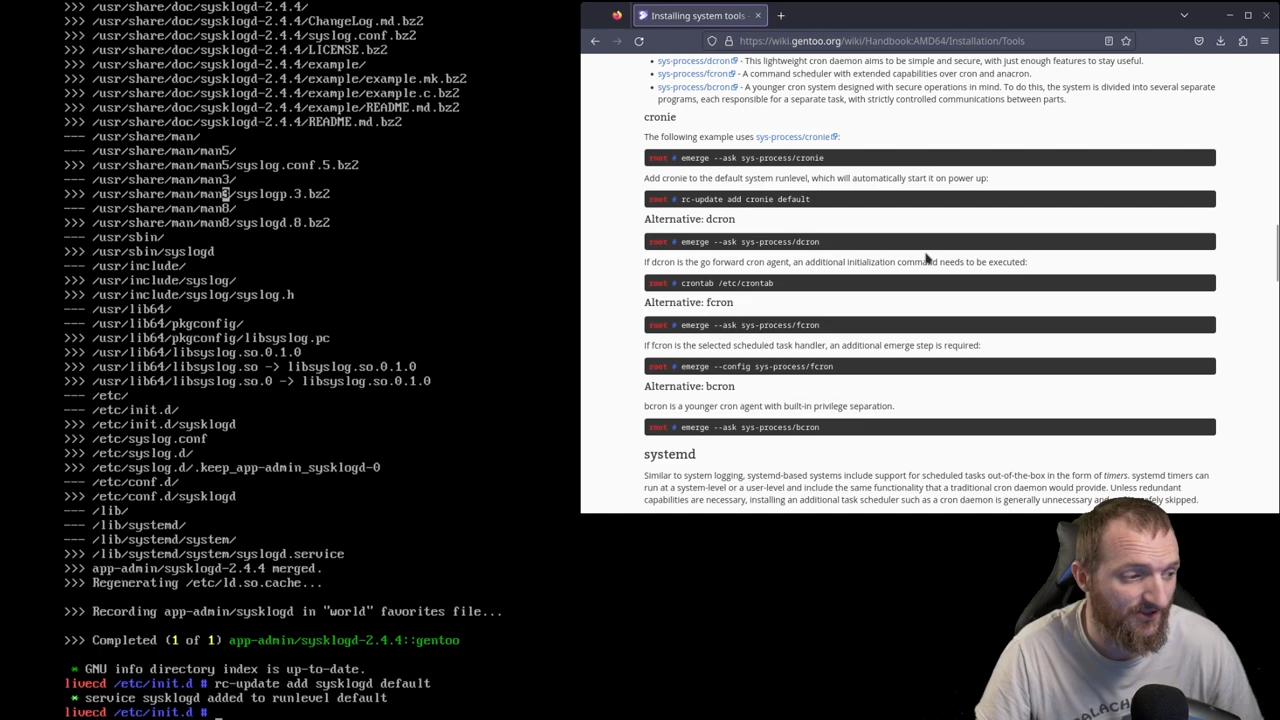 >>> /usr/share/doc/sysklogd-2.4.4/
>>> /usr/share/doc/sysklogd-2.4.4/ChangeLog.md.bz2
>>> /usr/share/doc/sysklogd-2.4.4/syslog.conf.bz2
>>> /usr/share/doc/sysklogd-2.4.4/LICENSE.bz2
>>> /usr/share/doc/sysklogd-2.4.4/example/
>>> /usr/share/doc/sysklogd-2.4.4/example/example.mk.bz2
>>> /usr/share/doc/sysklogd-2.4.4/example/example.c.bz2
>>> /usr/share/doc/sysklogd-2.4.4/example/README.md.bz2
>>> /usr/share/doc/sysklogd-2.4.4/README.md.bz2
--- /usr/share/man/
--- /usr/share/man/man5/
>>> /usr/share/man/man5/syslog.conf.5.bz2
--- /usr/share/man/man3/
>>> /usr/share/man/man3/syslogp.3.bz2
--- /usr/share/man/man8/
>>> /usr/share/man/man8/syslogd.8.bz2
--- /usr/sbin/
>>> /usr/sbin/syslogd
--- /usr/include/
>>> /usr/include/syslog/
>>> /usr/include/syslog/syslog.h
--- /usr/lib64/
>>> /usr/lib64/pkgconfig/
>>> /usr/lib64/pkgconfig/libsyslog.pc
>>> /usr/lib64/libsyslog.so.0.1.0
>>> /usr/lib64/libsyslog.so -> libsyslog.so.0.1.0
>>> /usr/lib64/libsyslog.so.0 -> libsyslog.so.0.1.0
--- /etc/
--- /etc/init.d/
>>> /etc/init.d/sysklogd
>>> /etc/syslog.conf
>>> /etc/syslog.d/
>>> /etc/syslog.d/.keep_app-admin_sysklogd-0
--- /etc/conf.d/
>>> /etc/conf.d/sysklogd
--- /lib/
--- /lib/systemd/
--- /lib/systemd/system/
>>> /lib/systemd/system/syslogd.service
>>> app-admin/sysklogd-2.4.4 merged.
>>> Regenerating /etc/ld.so.cache...
>>> Recording app-admin/sysklogd in "world" favorites file...
>>> Completed (1 of 1) app-admin/sysklogd-2.4.4::gentoo
* GNU info directory index is up-to-date.
livecd /etc/init.d # rc-update add sysklogd default
* service sysklogd added to runlevel default
livecd /etc/init.d #
Installing system tools -
https://wiki.gentoo.org/wiki/Handbook:AMD64/Installation/Tools
• sys-process/dcron - This lightweight cron daemon aims to be simple and secure, with just enough features to stay useful.
• sys-process/fcron - A command scheduler with extended capabilities over cron and anacron.
• sys-process/bcron - A younger cron system designed with secure operations in mind. To do this, the system is divided into several separate
programs, each responsible for a separate task, with strictly controlled communications between parts.
cronie
The following example uses sys-process/cronie:
root # emerge --ask sys-process/cronie
Add cronie to the default system runlevel, which will automatically start it on power up:
root # rc-update add cronie default
Alternative: dcron
root # emerge --ask sys-process/dcron
If dcron is the go forward cron agent, an additional initialization command needs to be executed:
root # crontab /etc/crontab
Alternative: fcron
root # emerge --ask sys-process/fcron
If fcron is the selected scheduled task handler, an additional emerge step is required:
root # emerge --config sys-process/fcron
Alternative: bcron
bcron is a younger cron agent with built-in privilege separation.
root # emerge --ask sys-process/bcron
systemd
Similar to system logging, systemd-based systems include support for scheduled tasks out-of-the-box in the form of timers. systemd timers can
run at a system-level or a user-level and include the same functionality that a traditional cron daemon would provide. Unless redundant
capabilities are necessary, installing an additional task scheduler such as a cron daemon is generally unnecessary and safely skipped.